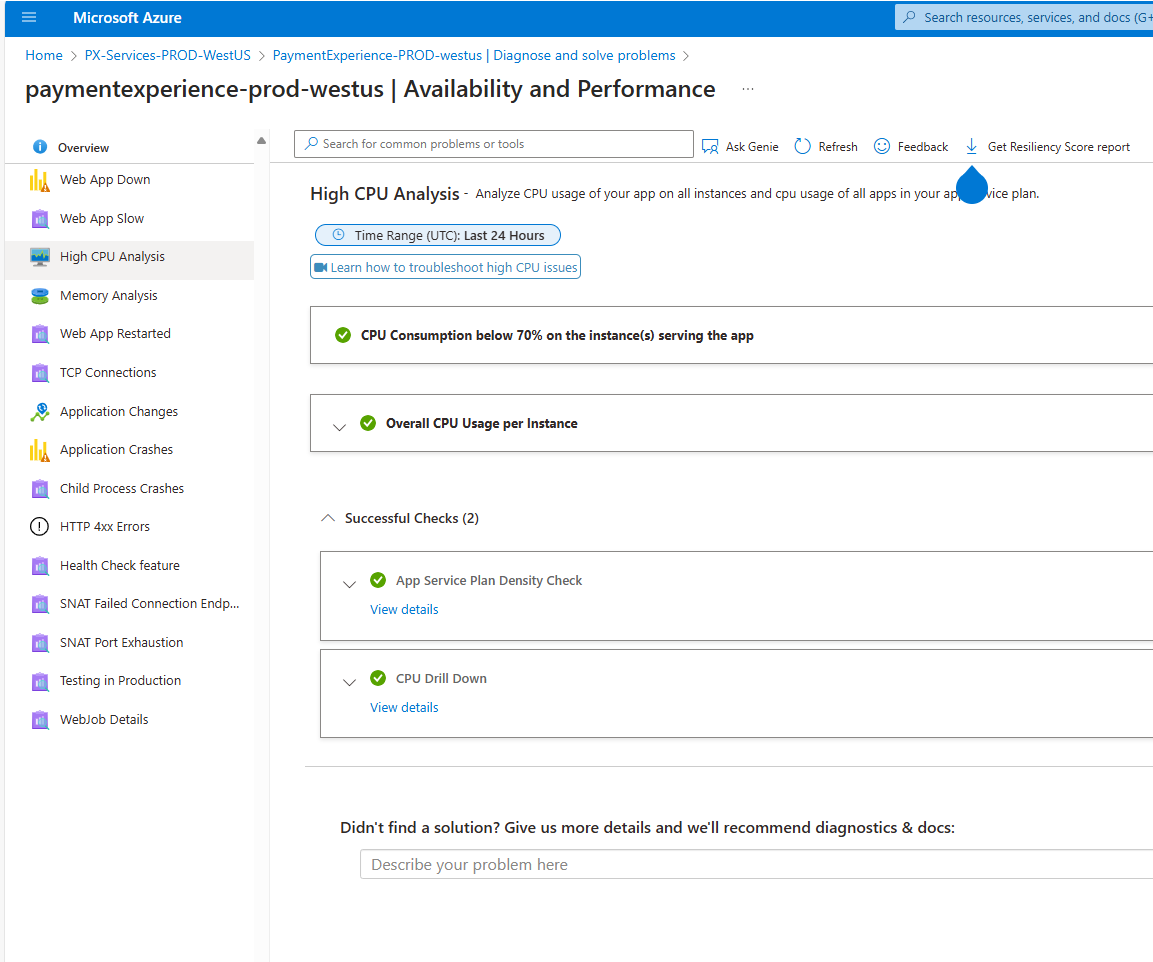 Microsoft Azure
Search resources, services, and docs (G+
Home > PX-Services-PROD-WestUS > PaymentExperience-PROD-westus | Diagnose and solve problems >
paymentexperience-prod-westus | Availability and Performance ...
Overview
Web App Down
Web App Slow
High CPU Analysis
Memory Analysis
Web App Restarted
TCP Connections
Application Changes
Application Crashes
Child Process Crashes
HTTP 4xx Errors
Health Check feature
SNAT Failed Connection Endp...
SNAT Port Exhaustion
Testing in Production
WebJob Details
Search for common problems or tools
Ask Genie
Refresh
Feedback
Get Resiliency Score report
High CPU Analysis - Analyze CPU usage of your app on all instances and cpu usage of all apps in your plan.
Time Range (UTC): Last 24 Hours
Learn how to troubleshoot high CPU issues
CPU Consumption below 70% on the instance(s) serving the app
Overall CPU Usage per Instance
Successful Checks (2)
App Service Plan Density Check
View details
CPU Drill Down
View details
Didn't find a solution? Give us more details and we'll recommend diagnostics & docs:
Describe your problem here